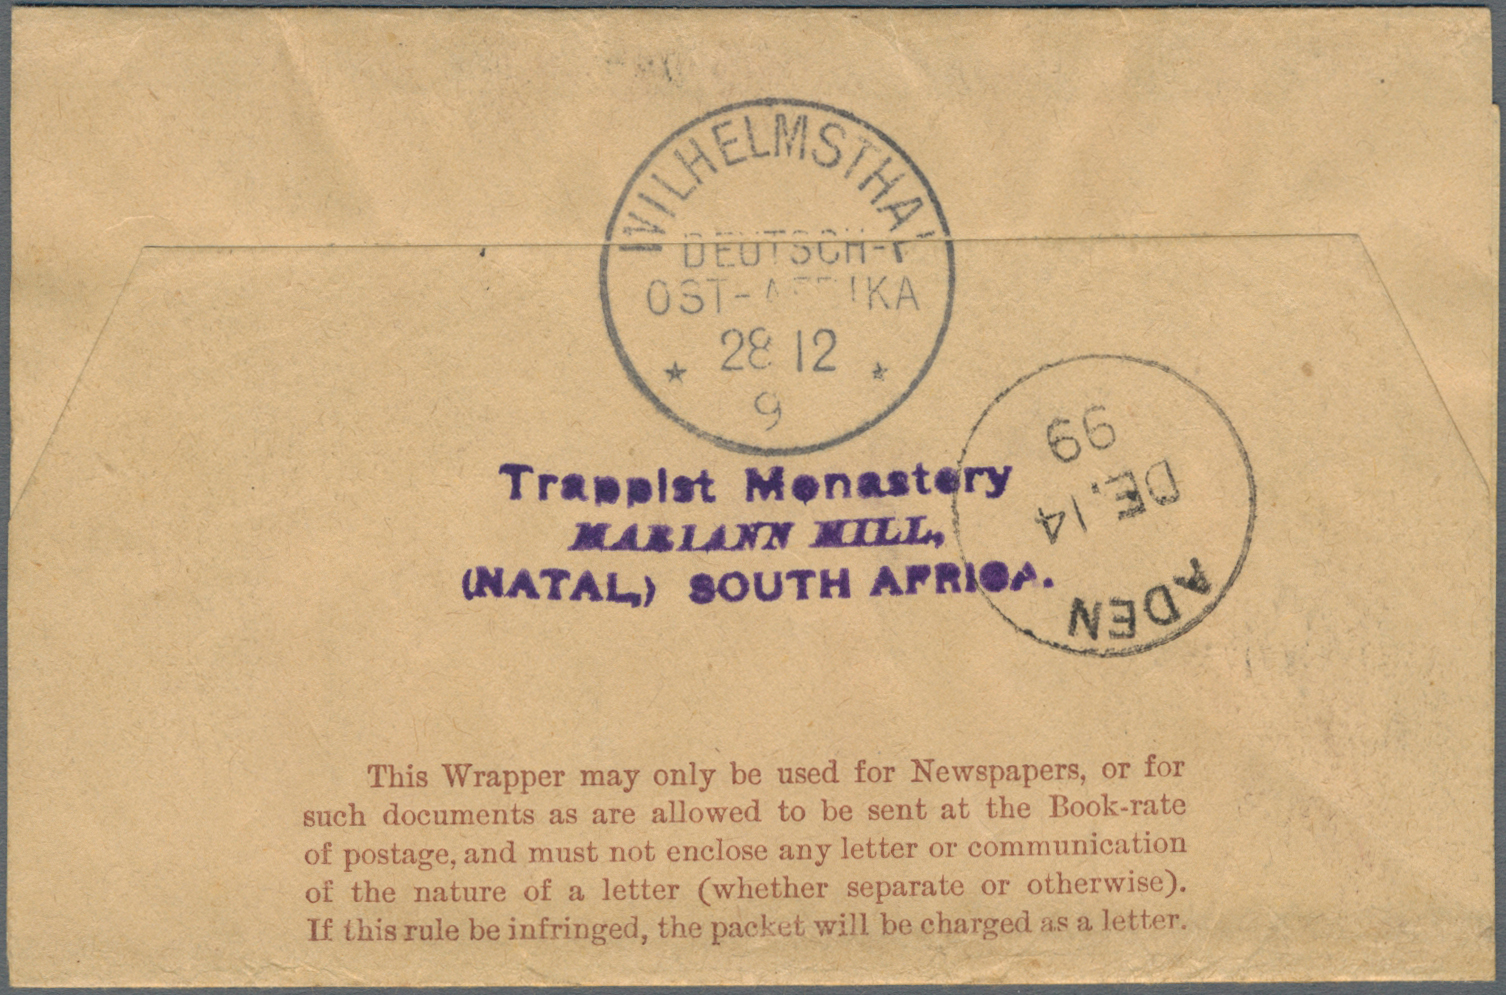 WILHELMSTHAL
DEUTSCH-
OST-AFRIKA
28 12
9
Trappist Monastery
MARIANN HILL,
(NATAL,) SOUTH AFRICA.
ADEN
DE.14
99
This Wrapper may only be used for Newspapers, or for
such documents as are allowed to be sent at the Book-rate
of postage, and must not enclose any letter or communication
of the nature of a letter (whether separate or otherwise).
If this rule be infringed, the packet will be charged as a letter.